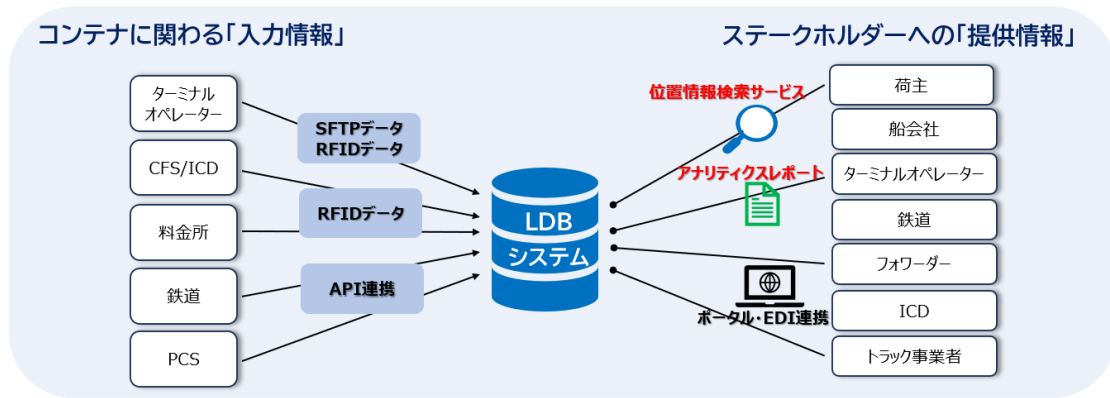 コンテナに関わる「入力情報」
ターミナル
オペレーター
CFS/ICD
料金所
鉄道
PCS
SFTPデータ
RFIDデータ
RFIDデータ
API連携
LDB
システム
ステークホルダーへの「提供情報」
位置情報検索サービス
アナリティクスレポート
ポータル・EDI連携
荷主
船会社
ターミナルオペレーター
鉄道
フォワーダー
ICD
トラック事業者